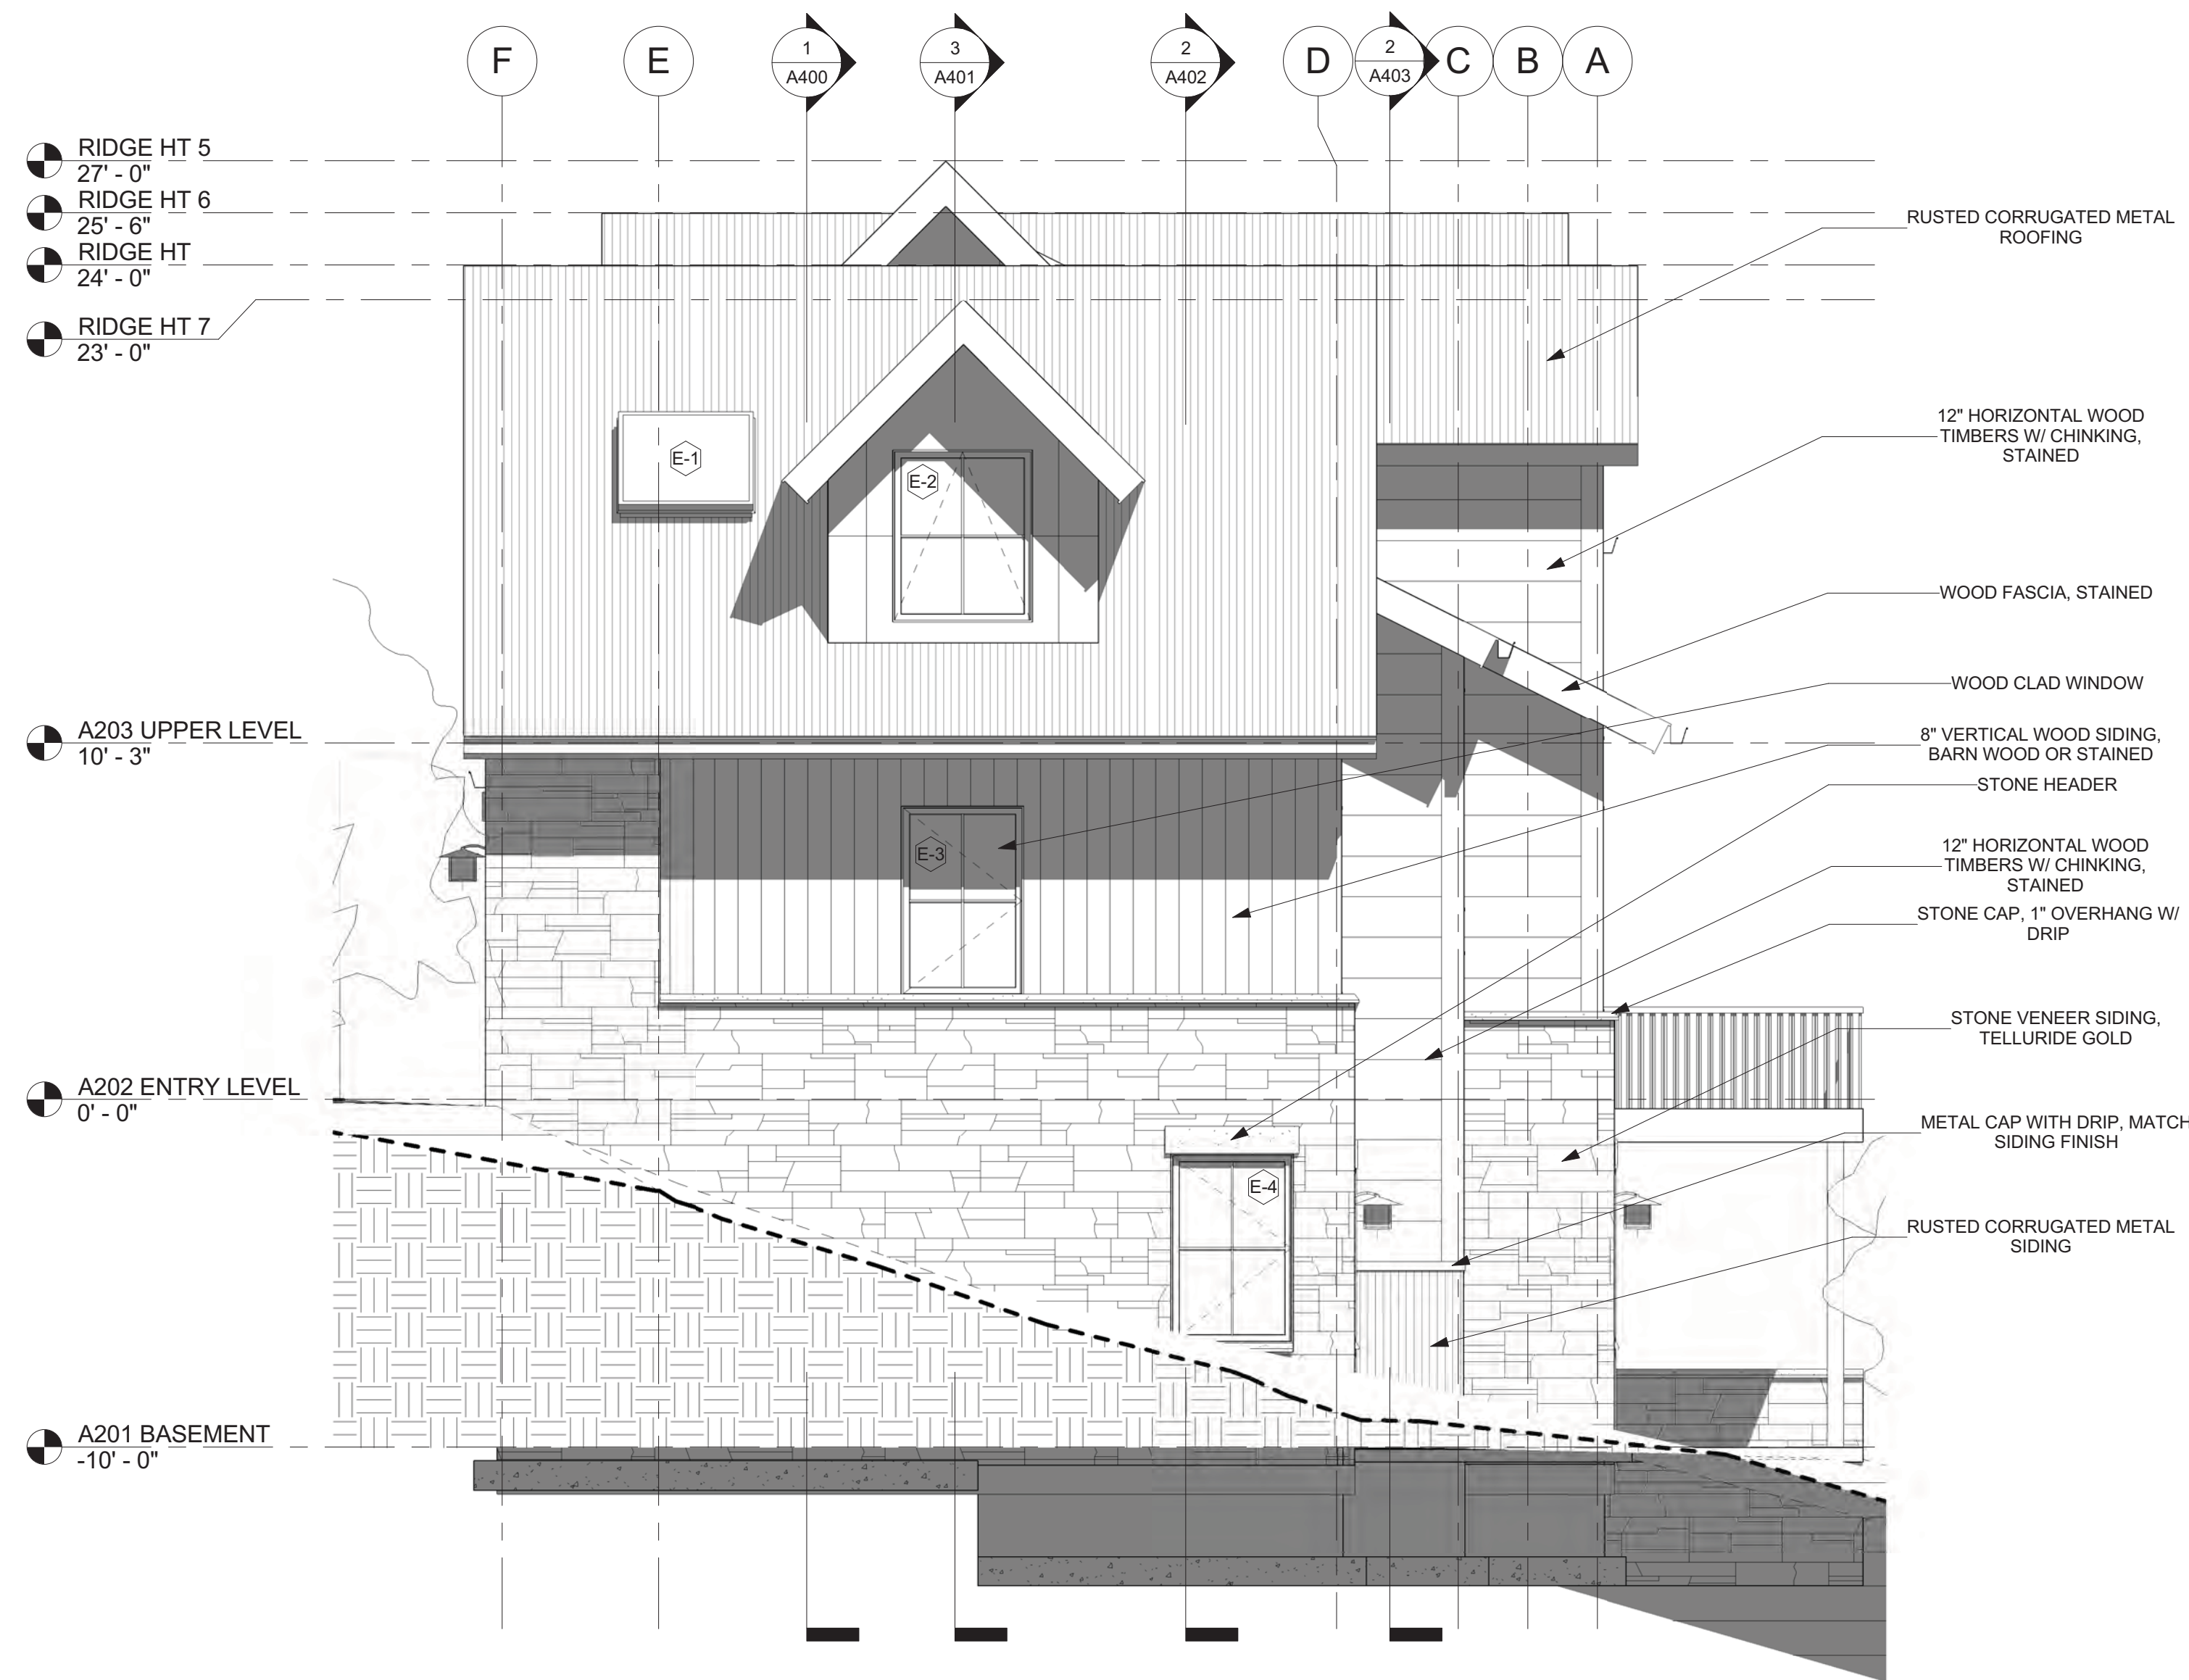 F
E
1
A400
3
A401
2
A402
D
2
A403
C
B
A
RIDGE HT 5
27' - 0"
RIDGE HT 6
25' - 6"
RIDGE HT
24' - 0"
RIDGE HT 7
23' - 0"
A203 UPPER LEVEL
10' - 3"
A202 ENTRY LEVEL
0' - 0"
A201 BASEMENT
-10' - 0"
E-1
E-2
E-3
E-4
RUSTED CORRUGATED METAL
ROOFING
12" HORIZONTAL WOOD
TIMBERS W/ CHINKING,
STAINED
WOOD FASCIA, STAINED
WOOD CLAD WINDOW
8" VERTICAL WOOD SIDING,
BARN WOOD OR STAINED
STONE HEADER
12" HORIZONTAL WOOD
TIMBERS W/ CHINKING,
STAINED
STONE CAP, 1" OVERHANG W/
DRIP
STONE VENEER SIDING,
TELLURIDE GOLD
METAL CAP WITH DRIP, MATCH
SIDING FINISH
RUSTED CORRUGATED METAL
SIDING